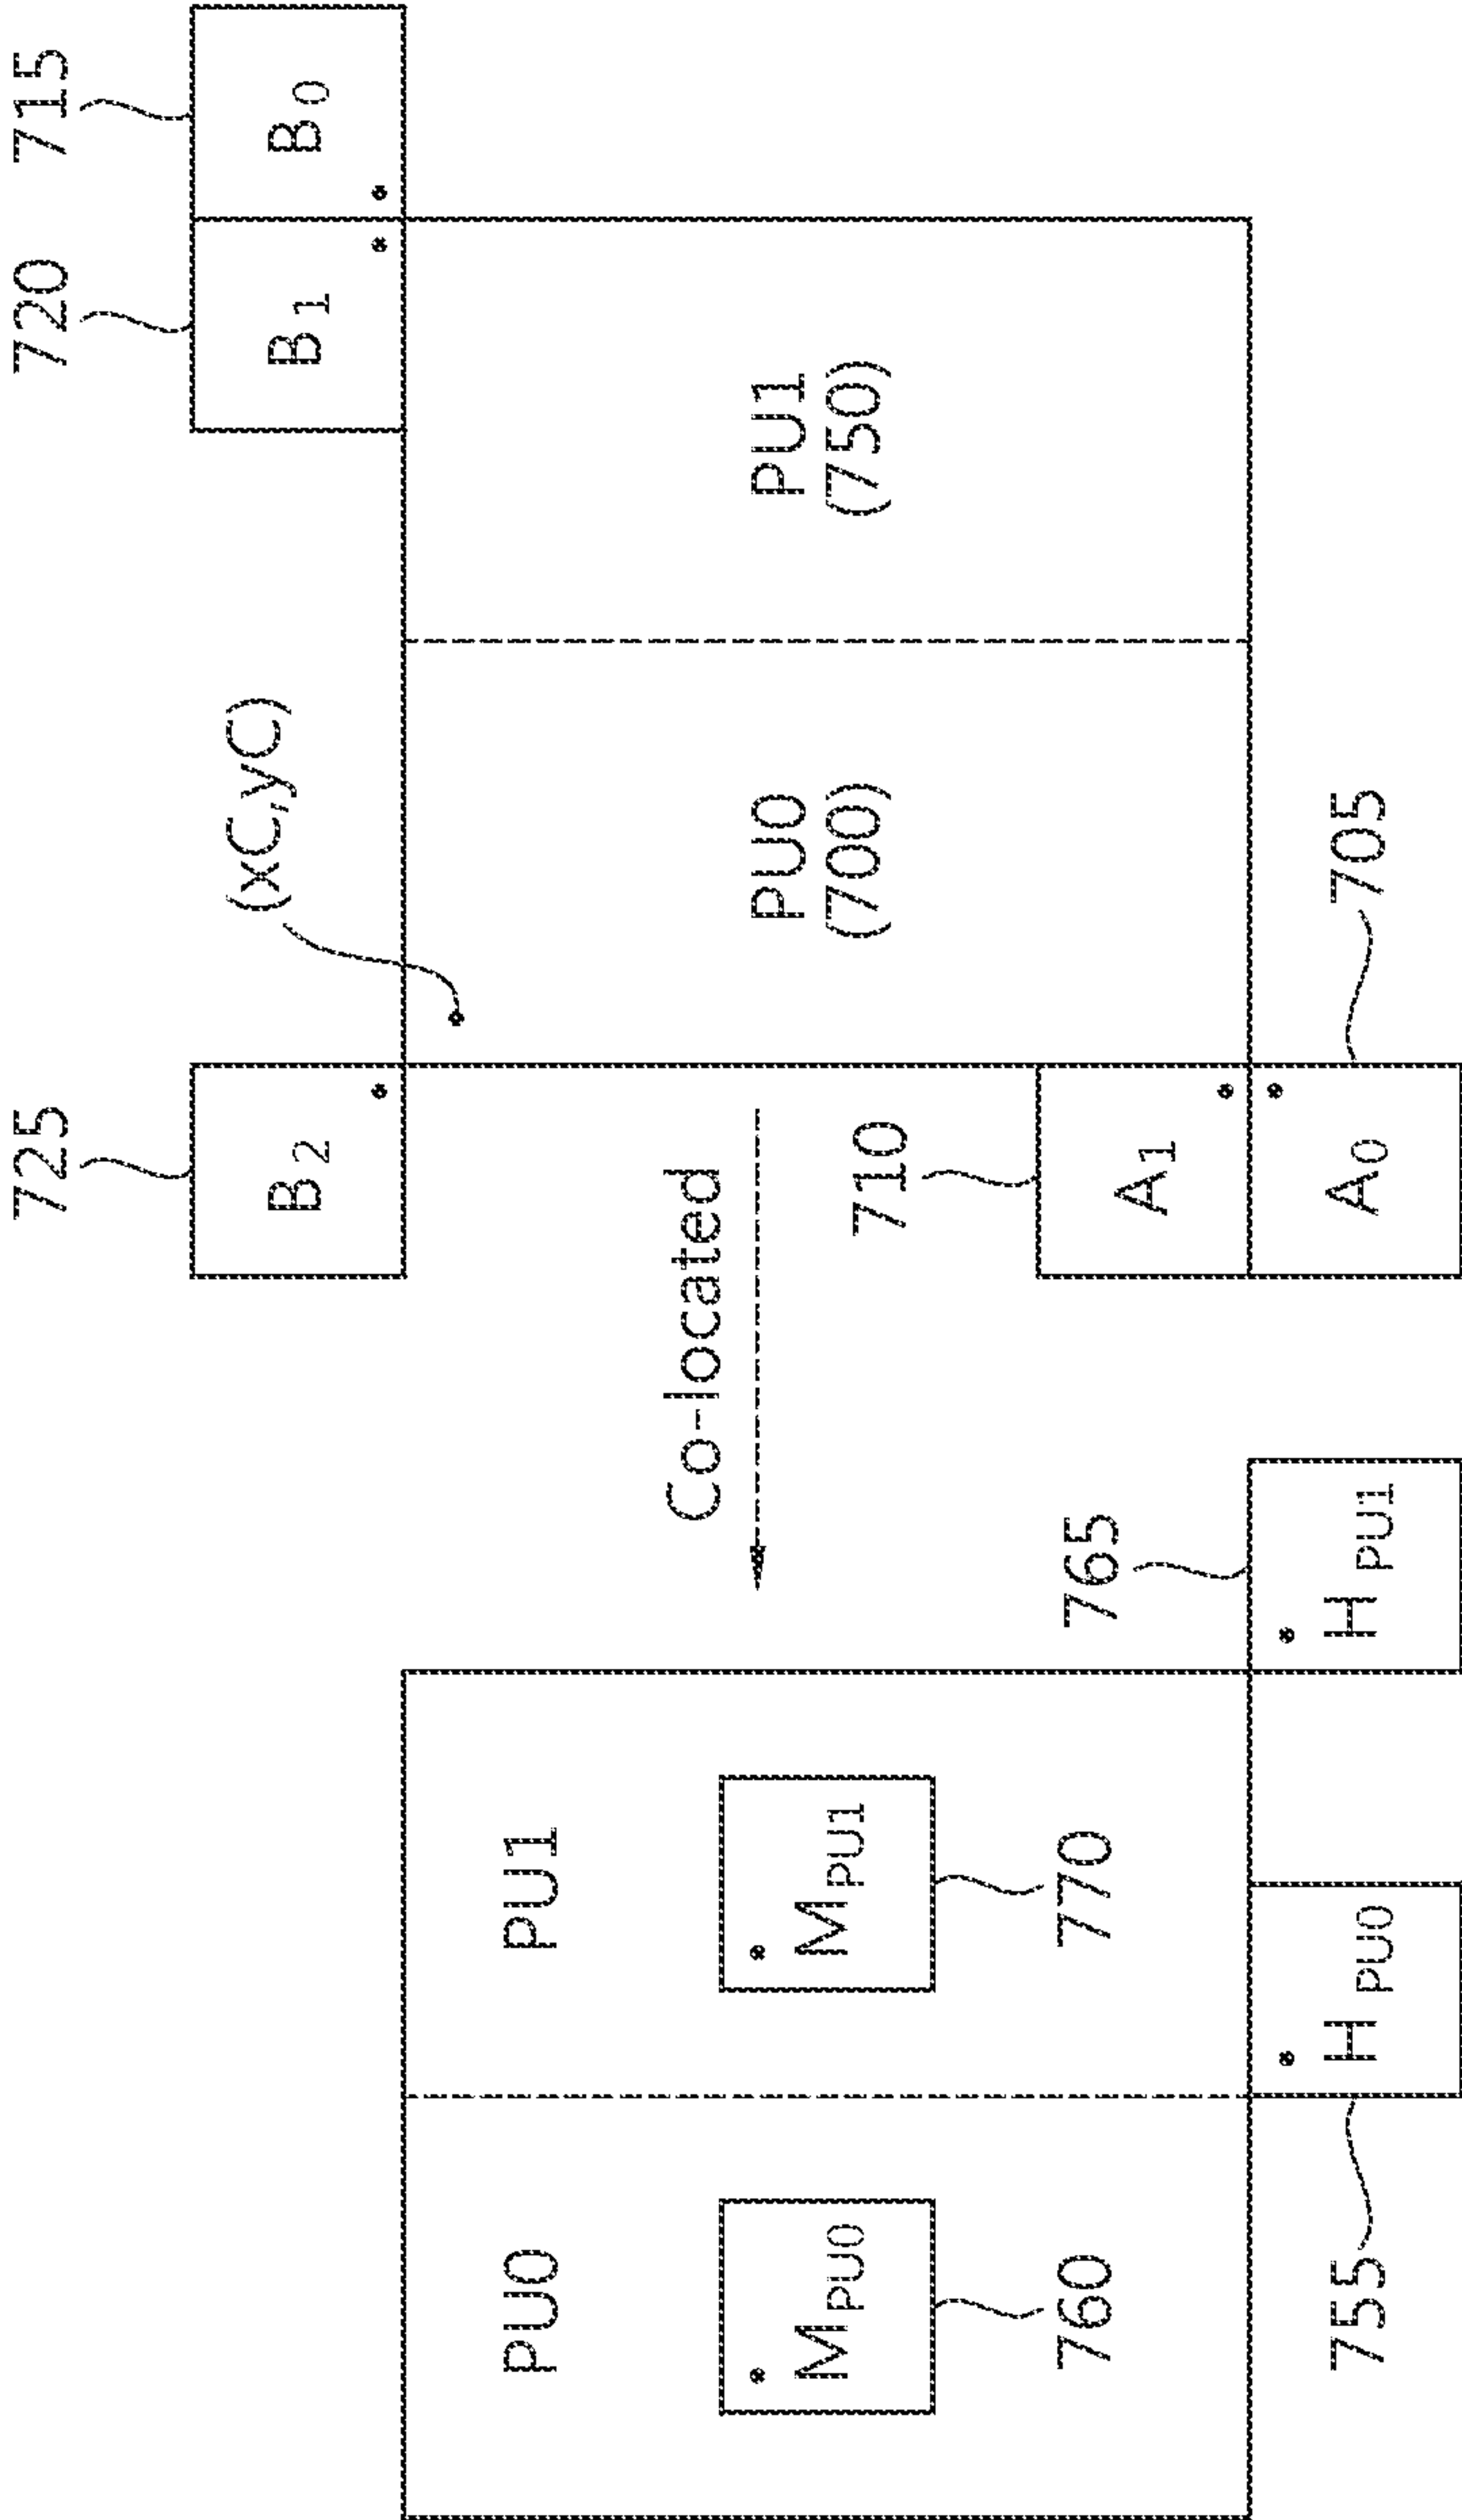 725
720
715
(xC,yC)
B2
B1
B0
PU0
PU1
Co-located
PU0
(700)
PU1
(750)
MPU0
MPU1
710
760
770
765
A1
HPU0
HPU1
A0
755
705